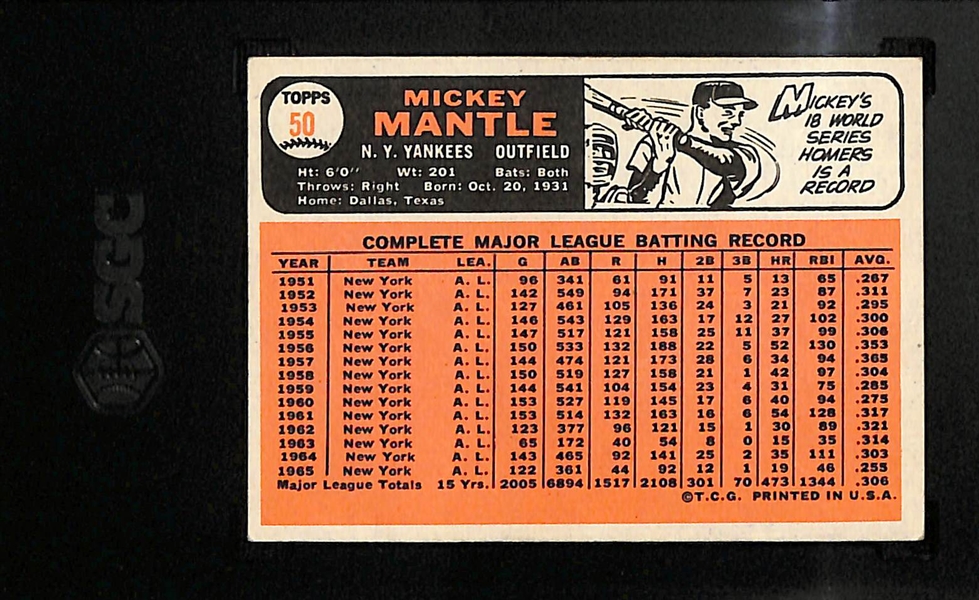 TOPPS
50
MICKEY
MANTLE
N. Y. YANKEES OUTFIELD
Ht: 6'0" Wt: 201 Bats: Both
Throws: Right Born: Oct. 20, 1931
Home: Dallas, Texas
MICKEY'S
18 WORLD
SERIES
HOMERS
IS A
RECORD
SGC
COMPLETE MAJOR LEAGUE BATTING RECORD
YEAR TEAM LEA. G AB R H 2B 3B HR RBI AVG.
1951 New York A. L. 96 341 61 91 11 5 13 65 .267
1952 New York A. L. 142 549 94 171 37 7 23 87 .311
1953 New York A. L. 127 461 105 136 24 3 21 92 .295
1954 New York A. L. 146 543 129 163 17 12 27 102 .300
1955 New York A. L. 147 517 121 158 25 11 37 99 .306
1956 New York A. L. 150 533 132 188 22 5 52 130 .353
1957 New York A. L. 144 474 121 173 28 6 34 94 .365
1958 New York A. L. 150 519 127 158 21 1 42 97 .304
1959 New York A. L. 144 541 104 154 23 4 31 75 .285
1960 New York A. L. 153 527 119 145 17 6 40 94 .275
1961 New York A. L. 153 514 132 163 16 6 54 128 .317
1962 New York A. L. 123 377 96 121 15 1 30 89 .321
1963 New York A. L. 65 172 40 54 8 0 15 35 .314
1964 New York A. L. 143 465 92 141 25 2 35 111 .303
1965 New York A. L. 122 361 44 92 12 1 19 46 .255
Major League Totals 15 Yrs. 2005 6894 1517 2108 301 70 473 1344 .306
©T.C.G. PRINTED IN U.S.A.